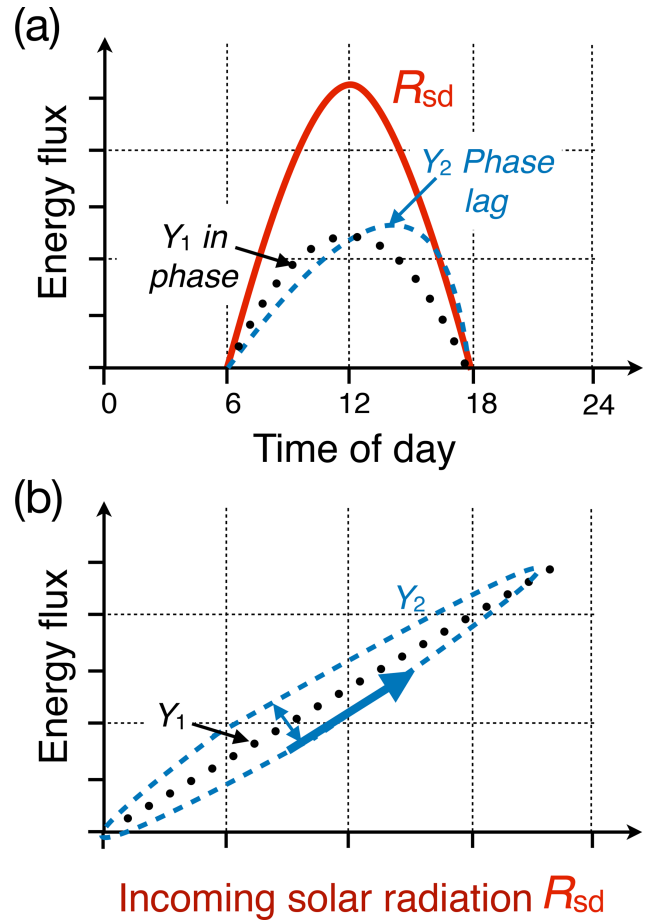 (a)
Energy flux
Rsd
Y2 Phase
lag
Y1 in
phase
0
6
12
18
24
Time of day
(b)
Energy flux
Y2
Y1
Incoming solar radiation Rsd